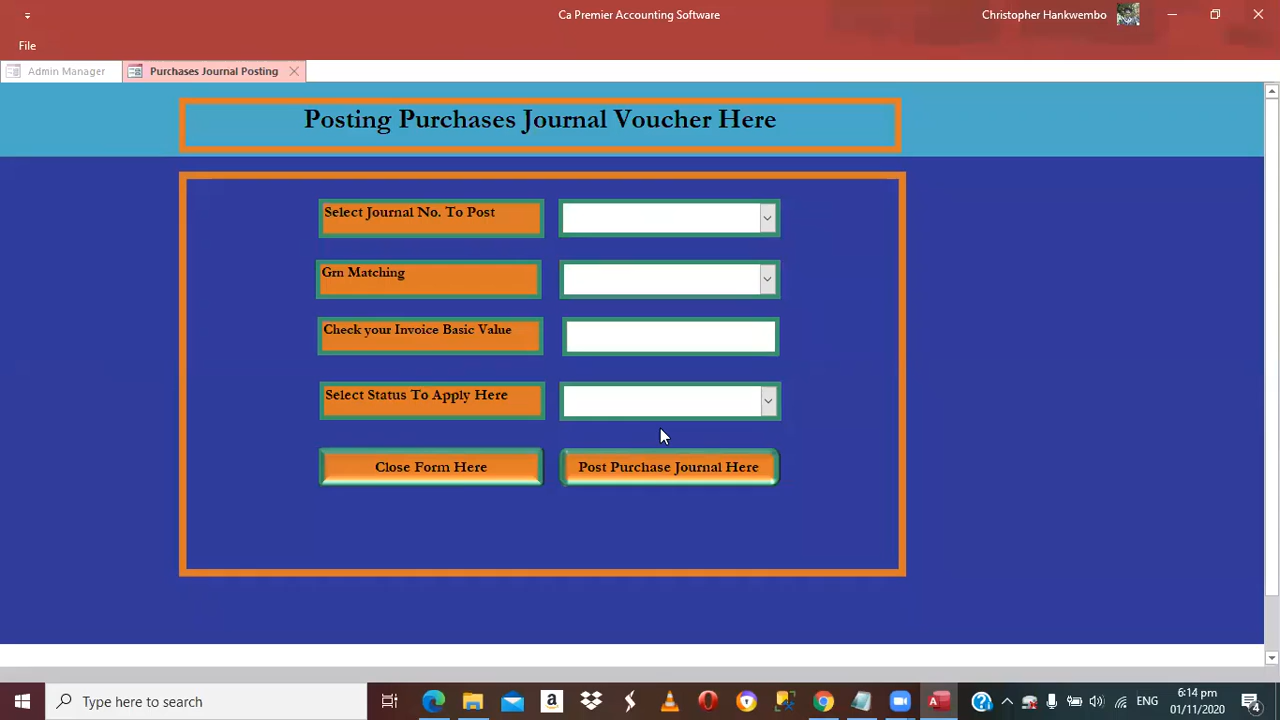 Ca Premier Accounting Software
Christopher Hankwembo
File
Admin Manager
Purchases Journal Posting
Posting Purchases Journal Voucher Here
Select Journal No. To Post
Grn Matching
Check your Invoice Basic Value
Select Status To Apply Here
Close Form Here
Post Purchase Journal Here
Type here to search
ENG
6:14 pm
01/11/2020
4